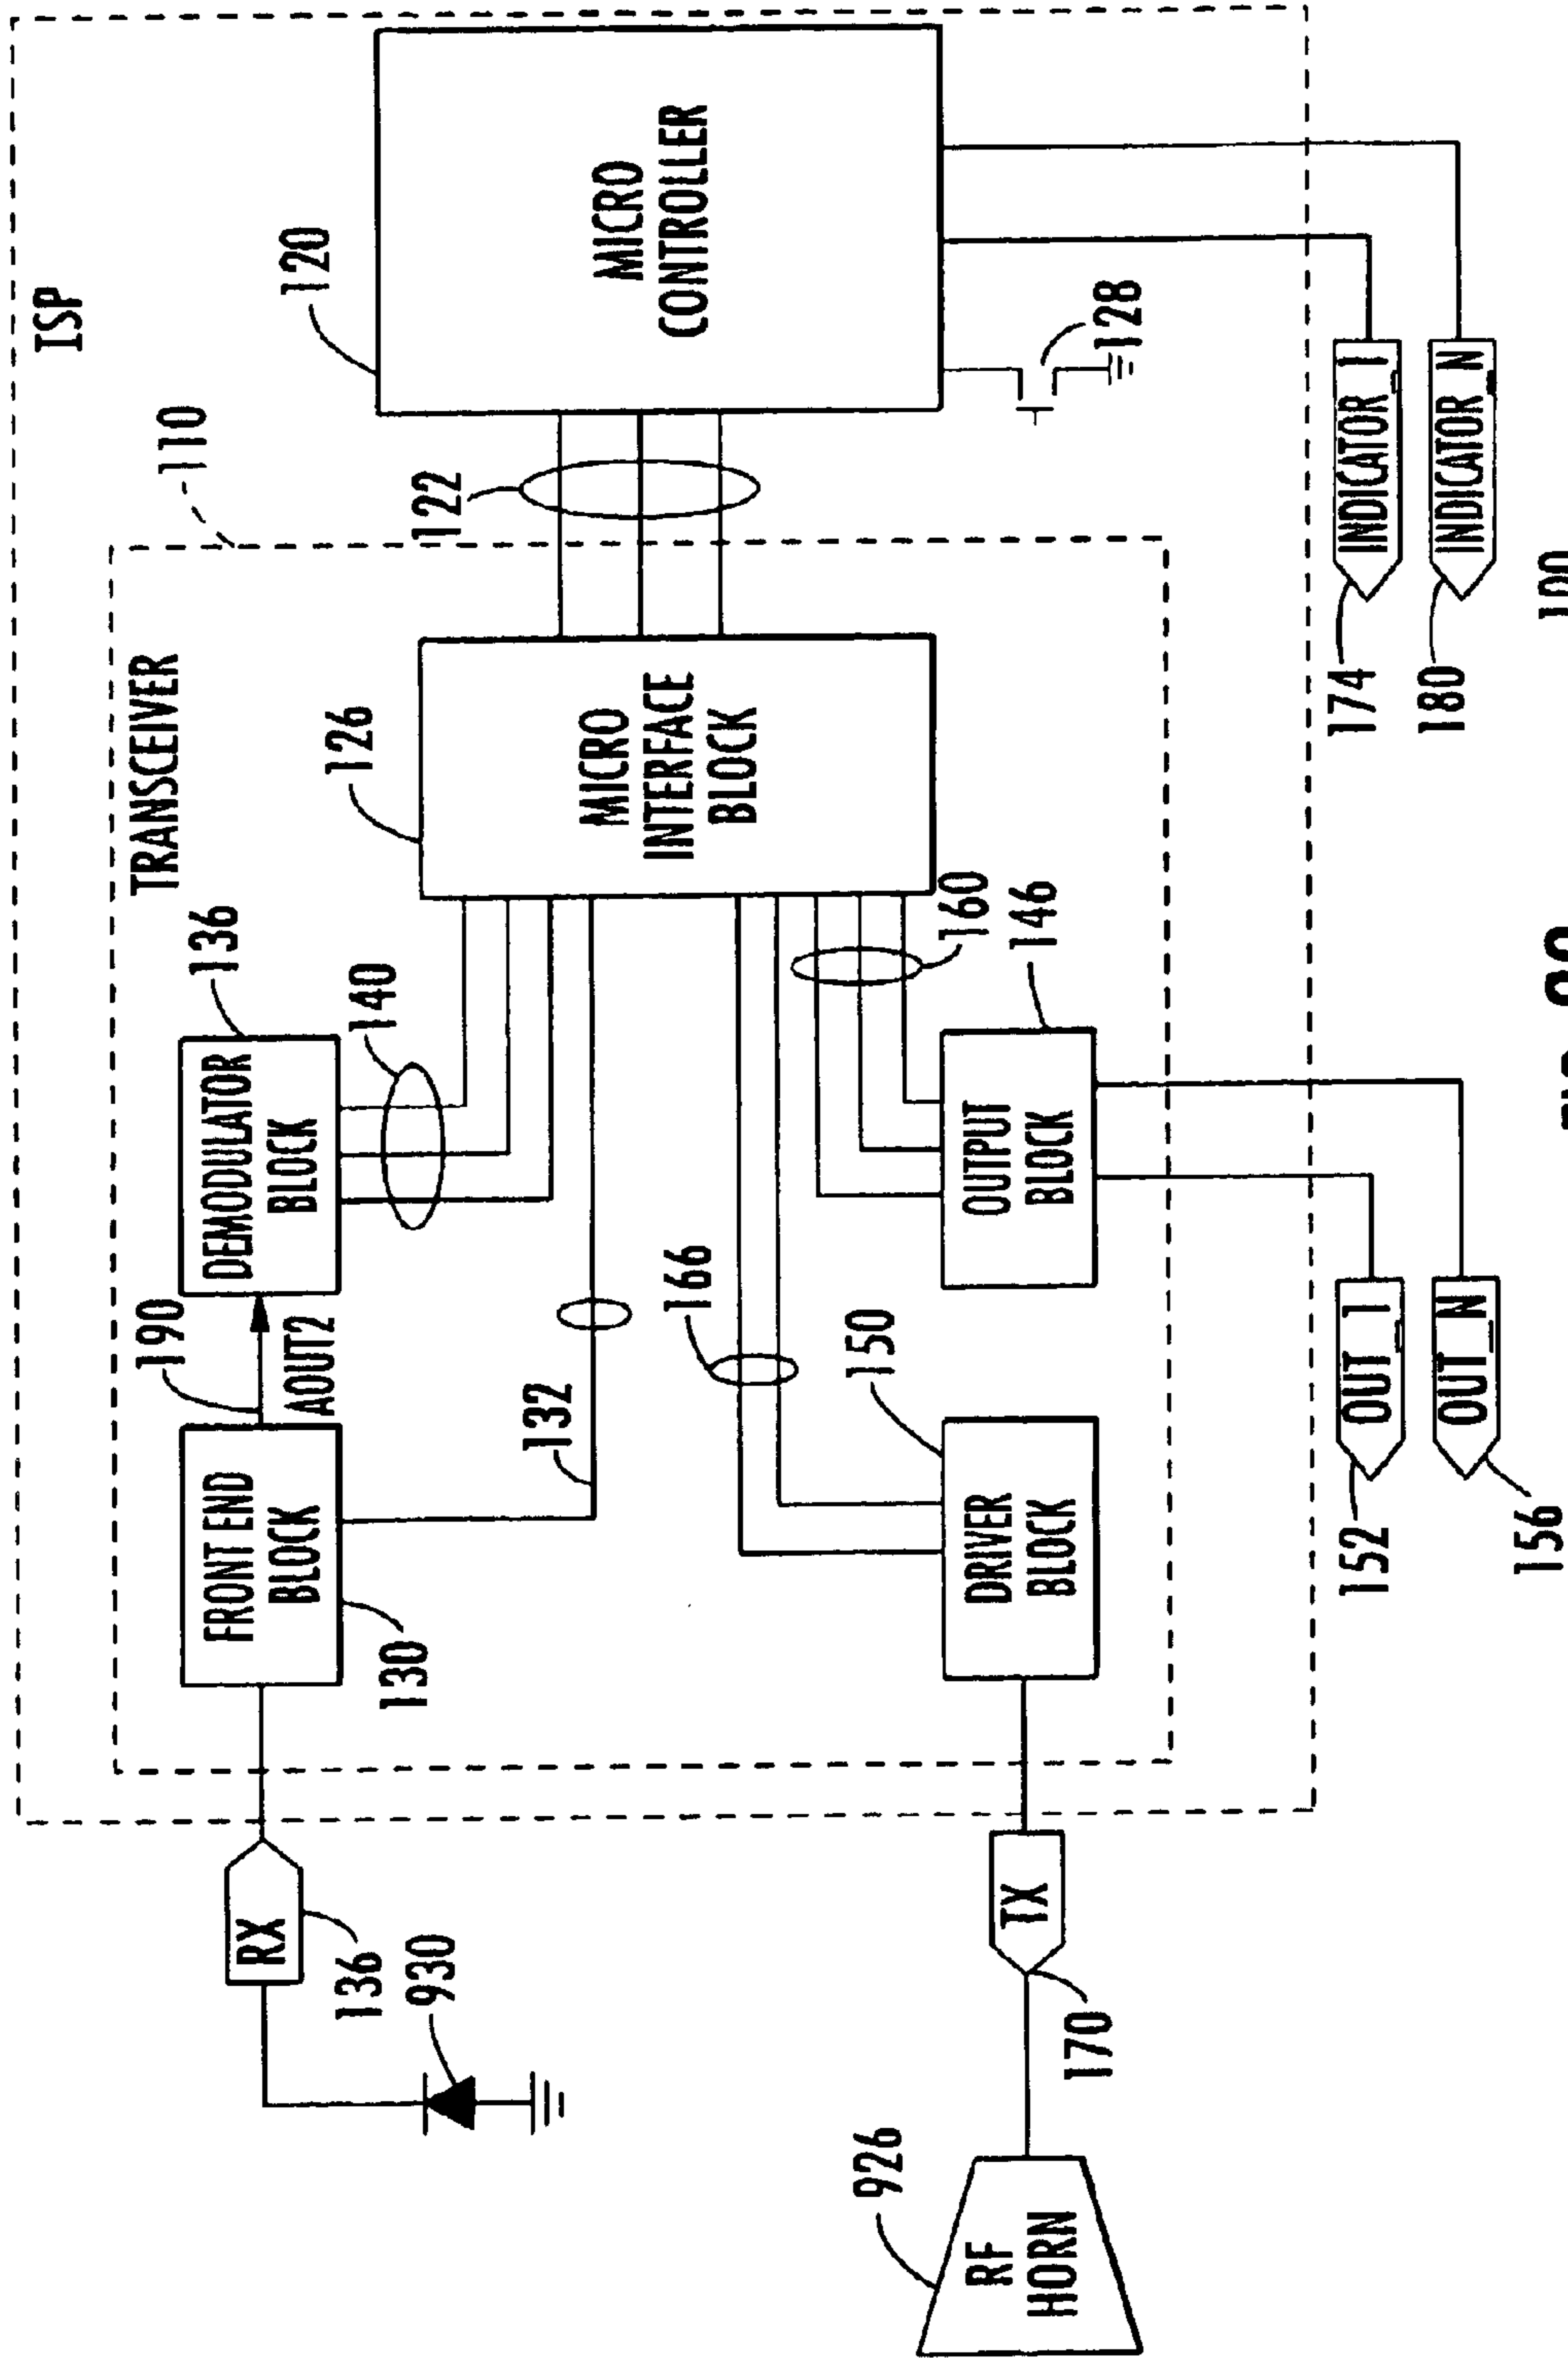 ISP
110
TRANSCEIVER
120
MICRO
CONTROLLER
122
128
126
MICRO
INTERFACE
BLOCK
136
DEMODULATOR
BLOCK
140
190
AOUT2
FRONT END
BLOCK
130
132
RX
136
930
166
160
146
OUTPUT
BLOCK
150
DRIVER
BLOCK
TX
170
926
RF
HORN
174
INDICATOR_1
180
INDICATOR_N
152
OUT_1
156
OUT_N